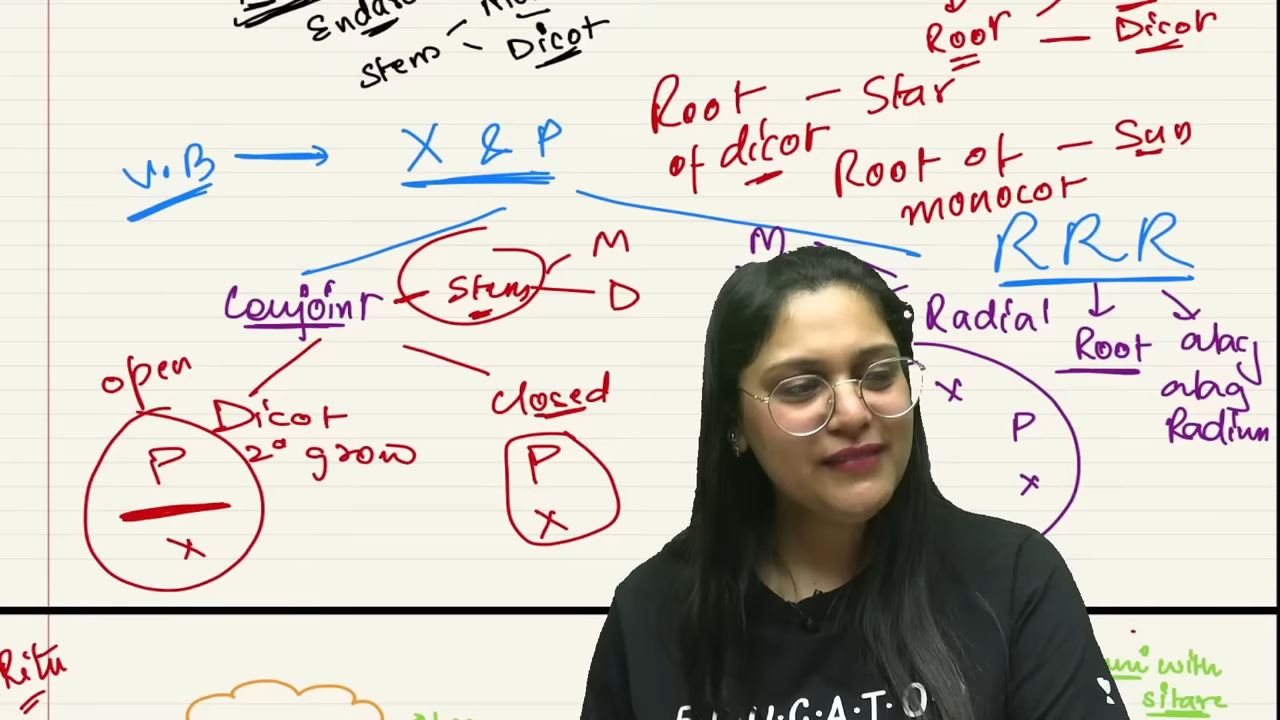 Stem
Dicot
Root — Dicot
Root - Star
of dicot
Root of - Sun
monocot
V.B → X & P
RRR
M
Conjoint - Stem
D
M
Radial
Root
alag
alag
Radium
open
Dicot
2° grow
closed
P
X
P
X
X
P
X
Ritu
with
sitare
E.D.U.C.A.T.O